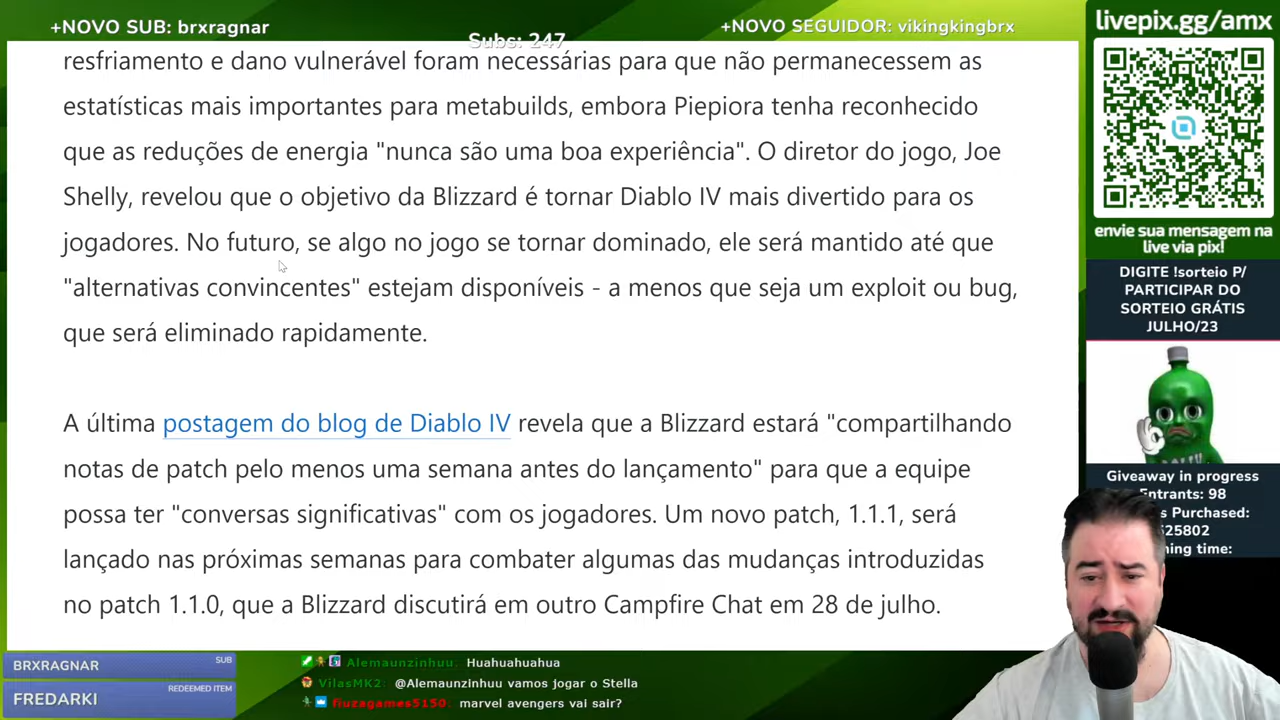 +NOVO SUB: brxragnar
Subs: 247
+NOVO SEGUIDOR: vikingkingbrx
resfriamento e dano vulnerável foram necessárias para que não permanecessem as
estatísticas mais importantes para metabuilds, embora Piepiora tenha reconhecido
que as reduções de energia "nunca são uma boa experiência". O diretor do jogo, Joe
Shelly, revelou que o objetivo da Blizzard é tornar Diablo IV mais divertido para os
jogadores. No futuro, se algo no jogo se tornar dominado, ele será mantido até que
"alternativas convincentes" estejam disponíveis - a menos que seja um exploit ou bug,
que será eliminado rapidamente.
A última postagem do blog de Diablo IV revela que a Blizzard estará "compartilhando
notas de patch pelo menos uma semana antes do lançamento" para que a equipe
possa ter "conversas significativas" com os jogadores. Um novo patch, 1.1.1, será
lançado nas próximas semanas para combater algumas das mudanças introduzidas
no patch 1.1.0, que a Blizzard discutirá em outro Campfire Chat em 28 de julho.
livepix.gg/amx
envie sua mensagem na
live via pix!
DIGITE !sorteio P/
PARTICIPAR DO
SORTEIO GRÁTIS
JULHO/23
Giveaway in progress
Entrants: 98
Purchased:
BRXRAGNAR
SUB
FREDARKI
REDEEMED ITEM
Alemaunzinhuu: Huahuahuahua
VilasMK2: @Alemaunzinhuu vamos jogar o Stella
fiuzagames5150: marvel avengers vai sair?